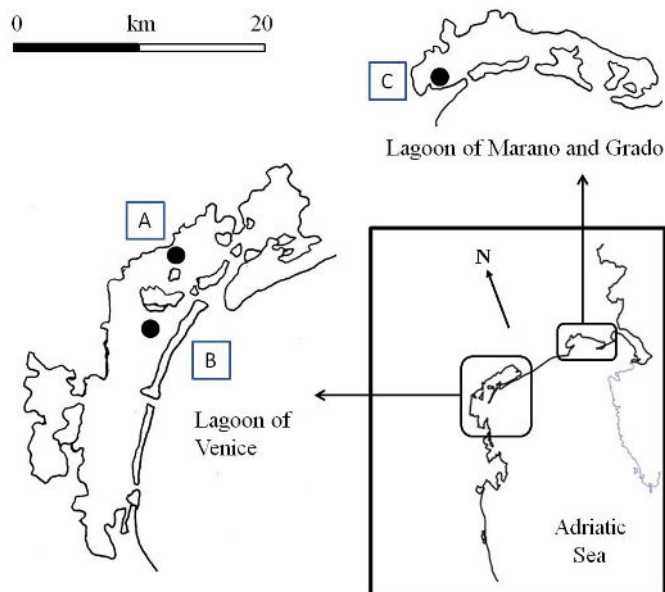 0 km 20
C
Lagoon of Marano and Grado
A
N
B
Lagoon of
Venice
Adriatic
Sea